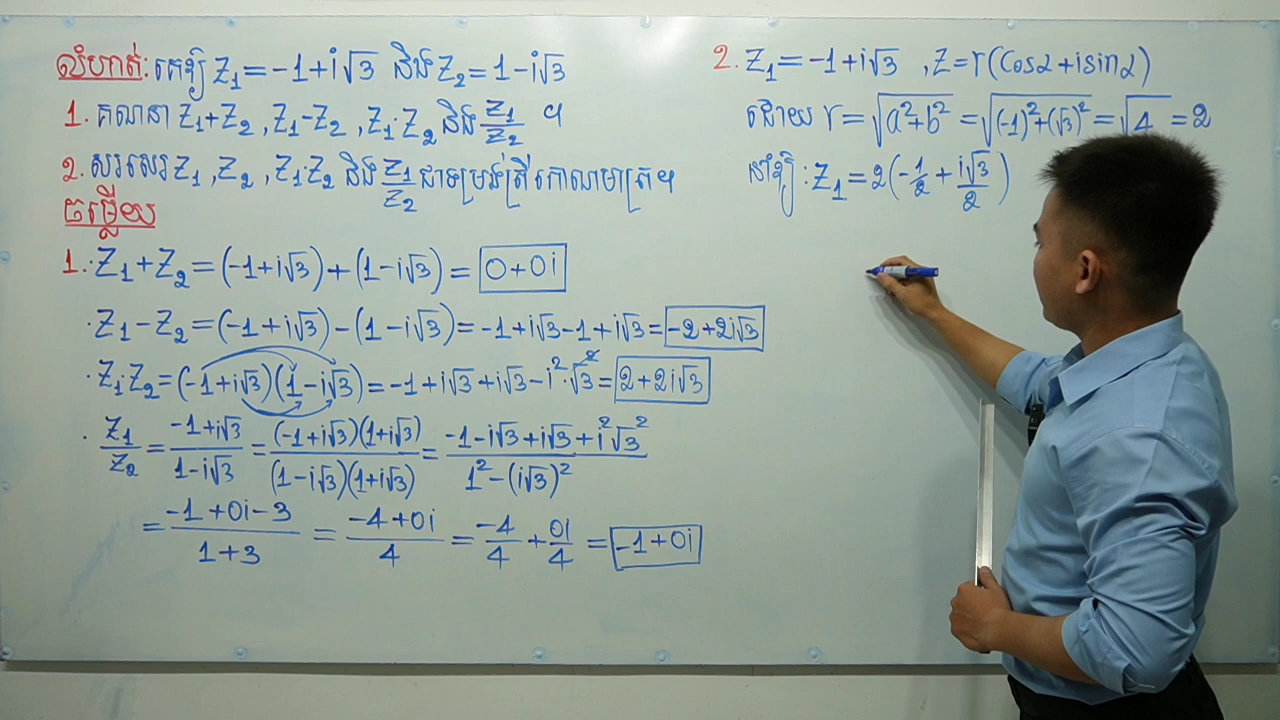 លំហាត់: គេឱ្យ Z₁ = -1+i√3 និង Z₂ = 1-i√3
1. គណនា Z₁+Z₂ , Z₁-Z₂ , Z₁·Z₂ និង Z₁/Z₂ ។
2. សរសេរ Z₁ , Z₂ , Z₁·Z₂ និង Z₁/Z₂ ជាទម្រង់ត្រីកោណមាត្រ។
ចម្លើយ
1. · Z₁+Z₂ = (-1+i√3)+(1-i√3) = 0+0i
· Z₁-Z₂ = (-1+i√3)-(1-i√3) = -1+i√3-1+i√3 = -2+2i√3
· Z₁·Z₂ = (-1+i√3)(1-i√3) = -1+i√3+i√3-i²·√3² = 2+2i√3
· Z₁/Z₂ = (-1+i√3)/(1-i√3) = (-1+i√3)(1+i√3)/(1-i√3)(1+i√3) = (-1-i√3+i√3+i²√3²)/(1²-(i√3)²)
= (-1+0i-3)/(1+3) = (-4+0i)/4 = -4/4 + 0i/4 = -1+0i
2. Z₁ = -1+i√3 , Z = r(cosα+isinα)
ដោយ r = √(a²+b²) = √((-1)²+(√3)²) = √4 = 2
នាំឱ្យ : Z₁ = 2(-1/2 + i√3/2)